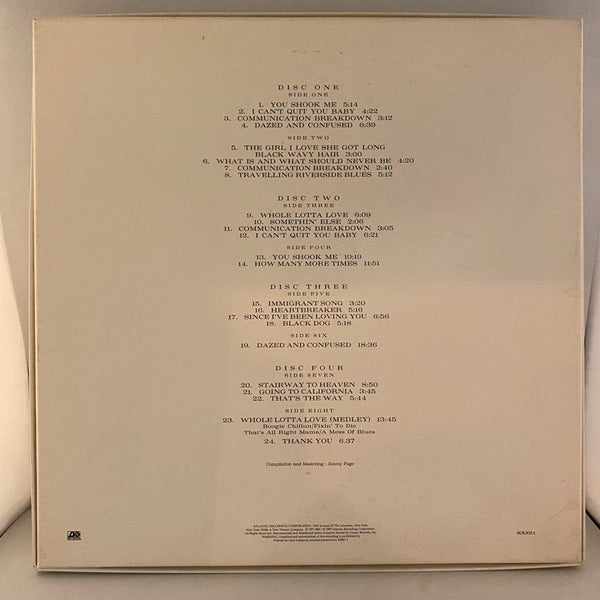 DISC ONE
SIDE ONE
1. YOU SHOOK ME 5:14
2. I CAN'T QUIT YOU BABY 4:22
3. COMMUNICATION BREAKDOWN 3:12
4. DAZED AND CONFUSED 6:39
SIDE TWO
5. THE GIRL I LOVE SHE GOT LONG
BLACK WAVY HAIR 3:00
6. WHAT IS AND WHAT SHOULD NEVER BE 4:20
7. COMMUNICATION BREAKDOWN 2:40
8. TRAVELLING RIVERSIDE BLUES 5:12
DISC TWO
SIDE THREE
9. WHOLE LOTTA LOVE 6:09
10. SOMETHIN' ELSE 2:06
11. COMMUNICATION BREAKDOWN 3:05
12. I CAN'T QUIT YOU BABY 6:21
SIDE FOUR
13. YOU SHOOK ME 10:19
14. HOW MANY MORE TIMES 11:51
DISC THREE
SIDE FIVE
15. IMMIGRANT SONG 3:20
16. HEARTBREAKER 5:16
17. SINCE I'VE BEEN LOVING YOU 6:56
18. BLACK DOG 5:18
SIDE SIX
19. DAZED AND CONFUSED 18:36
DISC FOUR
SIDE SEVEN
20. STAIRWAY TO HEAVEN 8:50
21. GOING TO CALIFORNIA 3:45
22. THAT'S THE WAY 5:44
SIDE EIGHT
23. WHOLE LOTTA LOVE (MEDLEY) 13:45
Boogie Chillun/Fixin' To Die
That's All Right Mama/A Mess Of Blues
24. THANK YOU 6.37
Compilation and Mastering : Jimmy Page
ATLANTIC RECORDING CORPORATION, Avenue Of The Americas, New York,
New York